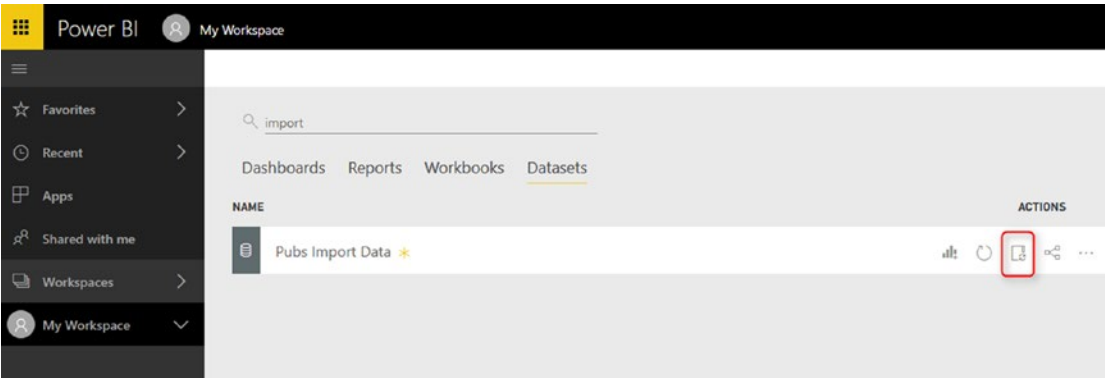 Power BI
My Workspace
Favorites
Recent
Apps
Shared with me
Workspaces
My Workspace
import
Dashboards Reports Workbooks Datasets
NAME ACTIONS
Pubs Import Data